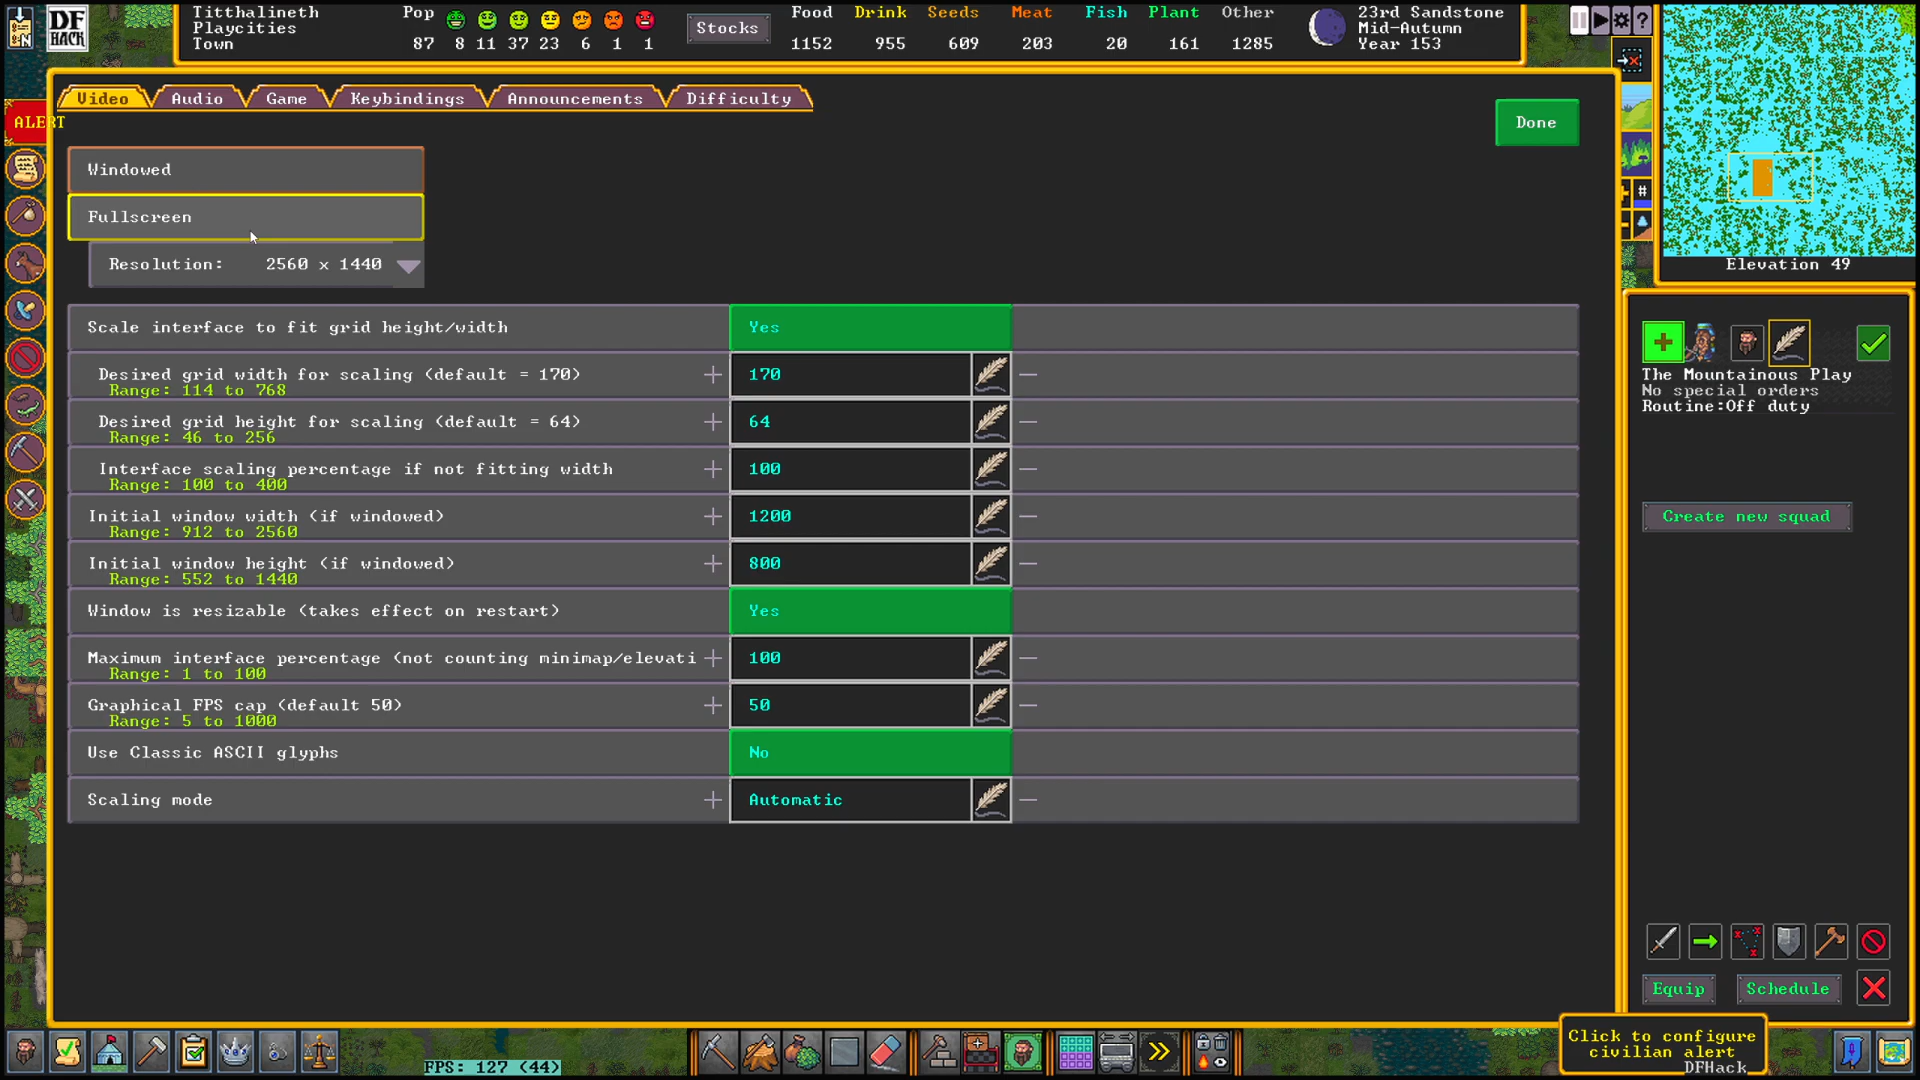 DF HACK
Titthalineth
Playcities
Town
Pop
87 8 11 37 23 6 1 1
Stocks
Food Drink Seeds Meat Fish Plant Other
1152 955 609 203 20 161 1285
23rd Sandstone
Mid-Autumn
Year 153
Elevation 49
Video Audio Game Keybindings Announcements Difficulty
Done
ALERT
Windowed
Fullscreen
Resolution: 2560 x 1440
Scale interface to fit grid height/width Yes
Desired grid width for scaling (default = 170) 170
Range: 114 to 768
Desired grid height for scaling (default = 64) 64
Range: 46 to 256
Interface scaling percentage if not fitting width 100
Range: 100 to 400
Initial window width (if windowed) 1200
Range: 912 to 2560
Initial window height (if windowed) 800
Range: 552 to 1440
Window is resizable (takes effect on restart) Yes
Maximum interface percentage (not counting minimap/elevati 100
Range: 1 to 100
Graphical FPS cap (default 50) 50
Range: 5 to 1000
Use Classic ASCII glyphs No
Scaling mode Automatic
The Mountainous Play
No special orders
Routine:Off duty
Create new squad
Equip Schedule
Click to configure
civilian alert
DFHack
FPS: 127 (44)